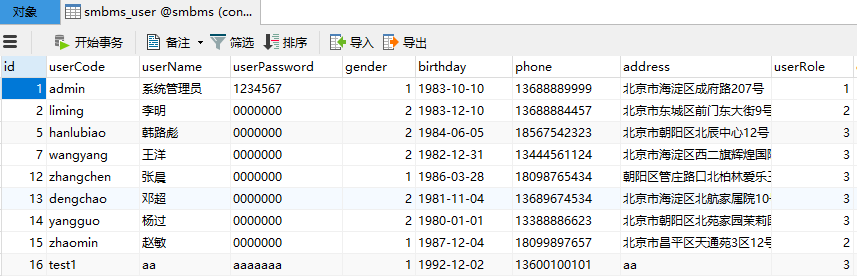 对象 smbms_user @smbms (con...
开始事务 备注 筛选 排序 导入 导出
id userCode userName userPassword gender birthday phone address userRole
1 admin 系统管理员 1234567 1 1983-10-10 13688889999 北京市海淀区成府路207号 1
2 liming 李明 0000000 2 1983-12-10 13688884457 北京市东城区前门东大街9号 2
5 hanlubiao 韩路彪 0000000 2 1984-06-05 18567542323 北京市朝阳区北辰中心12号 3
7 wangyang 王洋 0000000 2 1982-12-31 13444561124 北京市海淀区西二旗辉煌国际 3
12 zhangchen 张晨 0000000 1 1986-03-28 18098765434 朝阳区管庄路口北柏林爱乐三 3
13 dengchao 邓超 0000000 2 1981-11-04 13689674534 北京市海淀区北航家属院10 3
14 yangguo 杨过 0000000 2 1980-01-01 13388886623 北京市朝阳区北苑家园茉莉园 3
15 zhaomin 赵敏 0000000 1 1987-12-04 18099897657 北京市昌平区天通苑3区12号 2
16 test1 aa aaaaaaa 1 1992-12-02 13600100101 aa 3